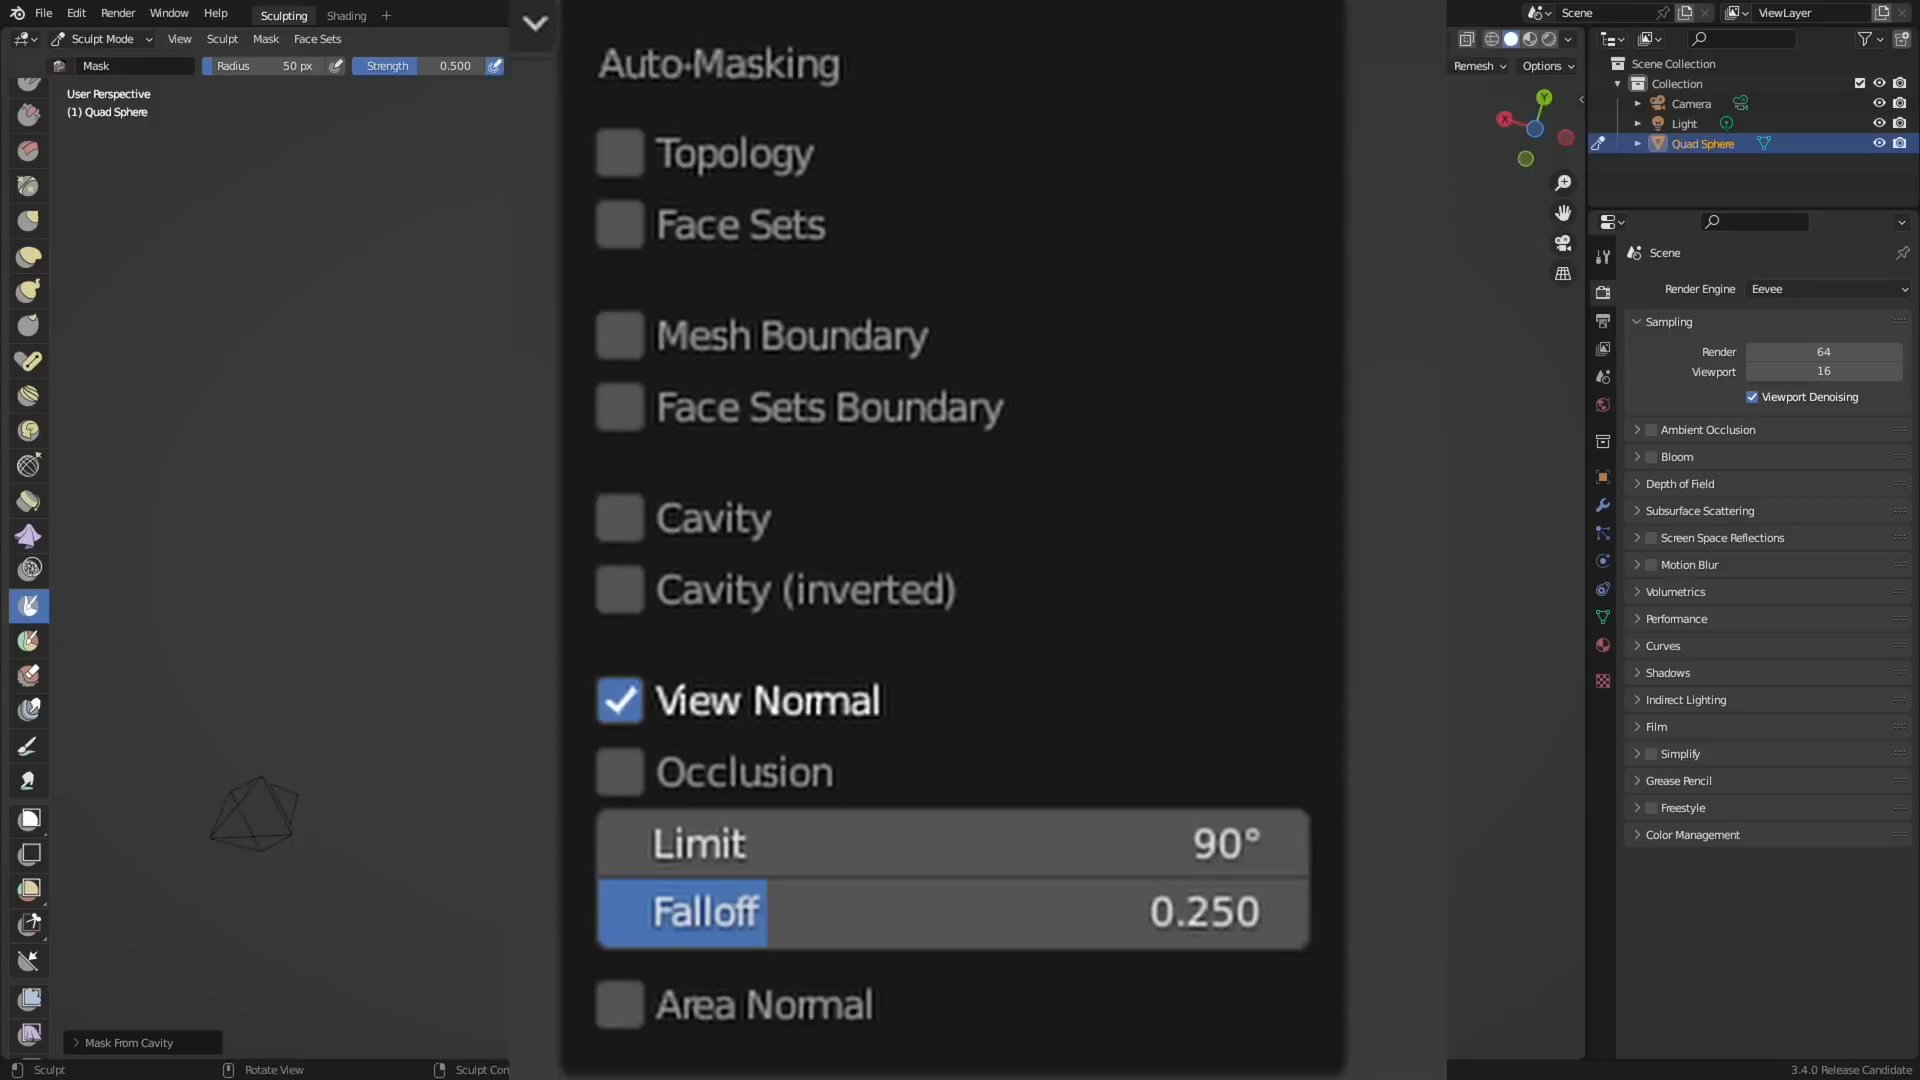 File Edit Render Window Help Sculpting Shading +
Sculpt Mode View Sculpt Mask Face Sets
Mask Radius 50 px Strength 0.500
User Perspective
(1) Quad Sphere
Mask From Cavity
Auto-Masking
Topology
Face Sets
Mesh Boundary
Face Sets Boundary
Cavity
Cavity (inverted)
View Normal
Occlusion
Limit 90°
Falloff 0.250
Area Normal
Scene ViewLayer
Remesh Options
Y
X
Scene Collection
Collection
Camera
Light
Quad Sphere
Scene
Render Engine Eevee
Sampling
Render 64
Viewport 16
Viewport Denoising
Ambient Occlusion
Bloom
Depth of Field
Subsurface Scattering
Screen Space Reflections
Motion Blur
Volumetrics
Performance
Curves
Shadows
Indirect Lighting
Film
Simplify
Grease Pencil
Freestyle
Color Management
Sculpt Rotate View Sculpt Con
3.4.0 Release Candidate